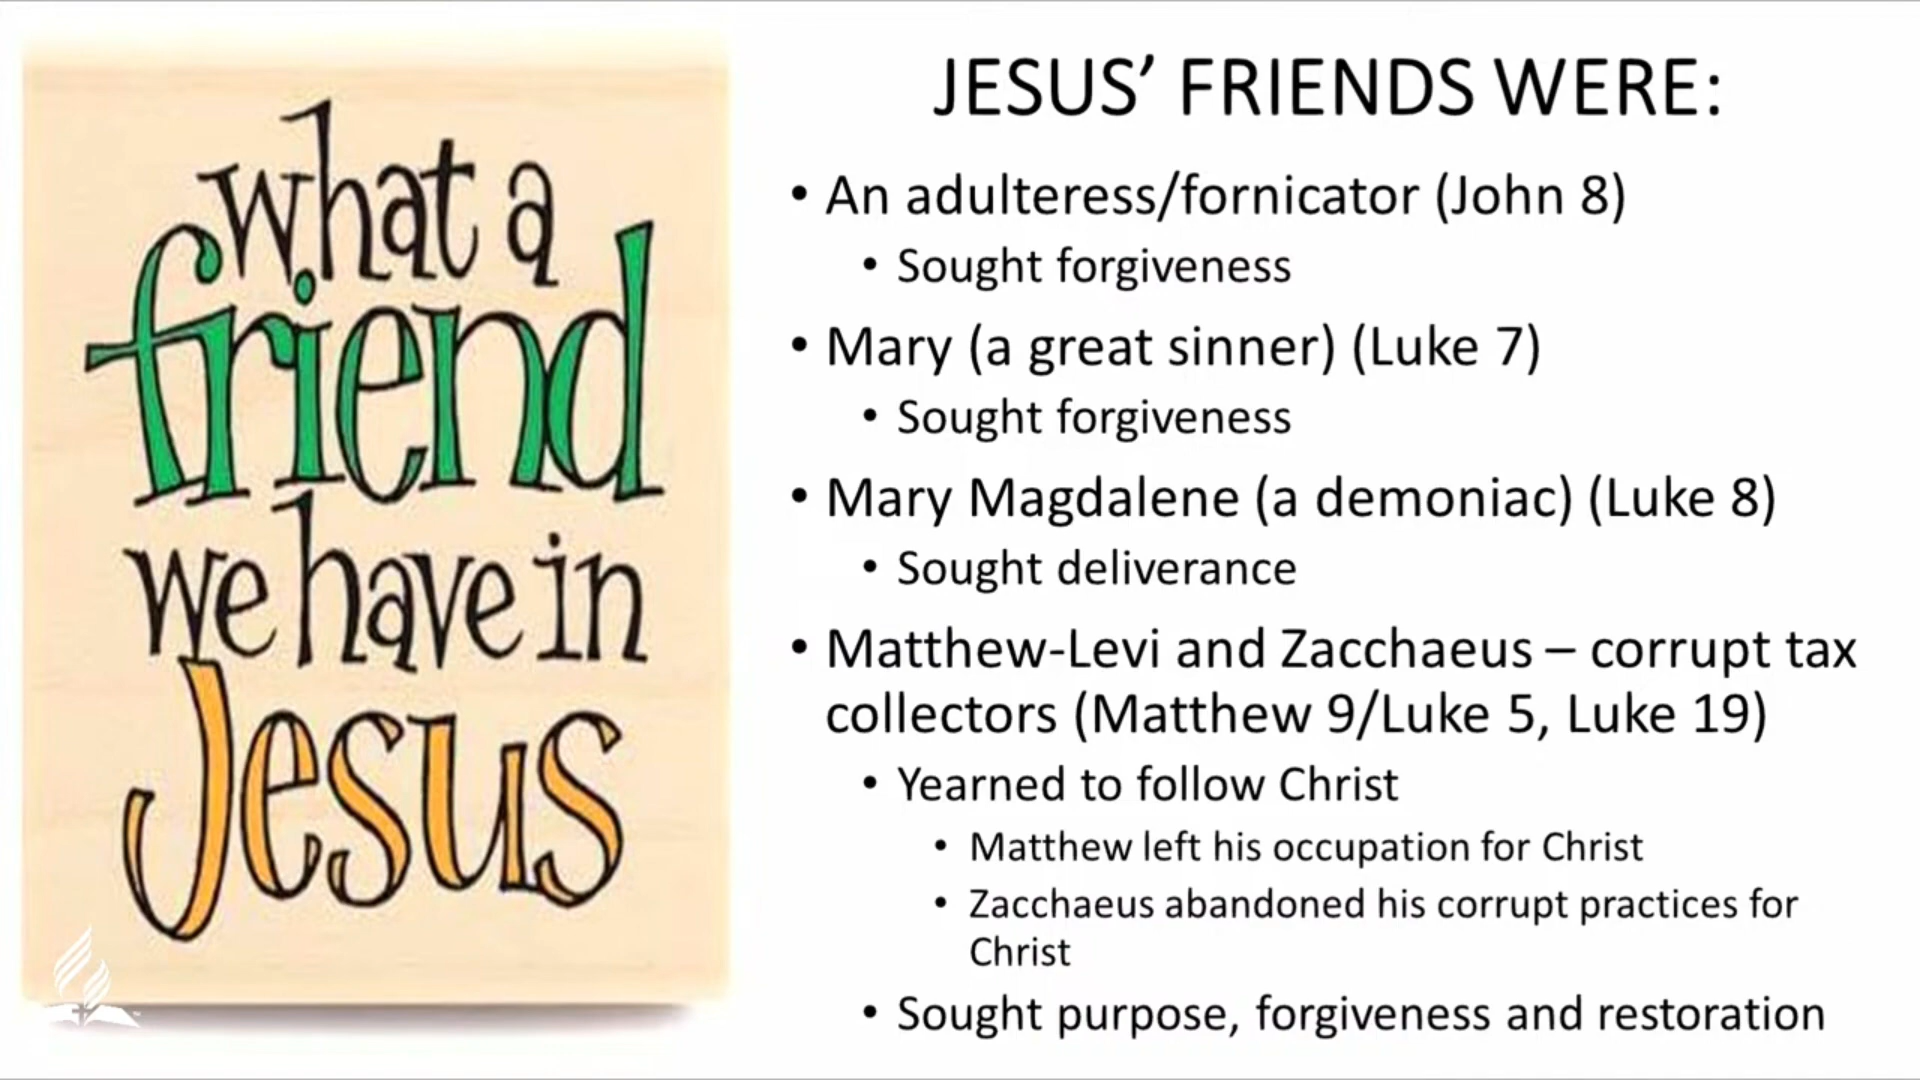 what a
friend
we have in
Jesus
JESUS’ FRIENDS WERE:
• An adulteress/fornicator (John 8)
• Sought forgiveness
• Mary (a great sinner) (Luke 7)
• Sought forgiveness
• Mary Magdalene (a demoniac) (Luke 8)
• Sought deliverance
• Matthew-Levi and Zacchaeus – corrupt tax
collectors (Matthew 9/Luke 5, Luke 19)
• Yearned to follow Christ
• Matthew left his occupation for Christ
• Zacchaeus abandoned his corrupt practices for
Christ
• Sought purpose, forgiveness and restoration